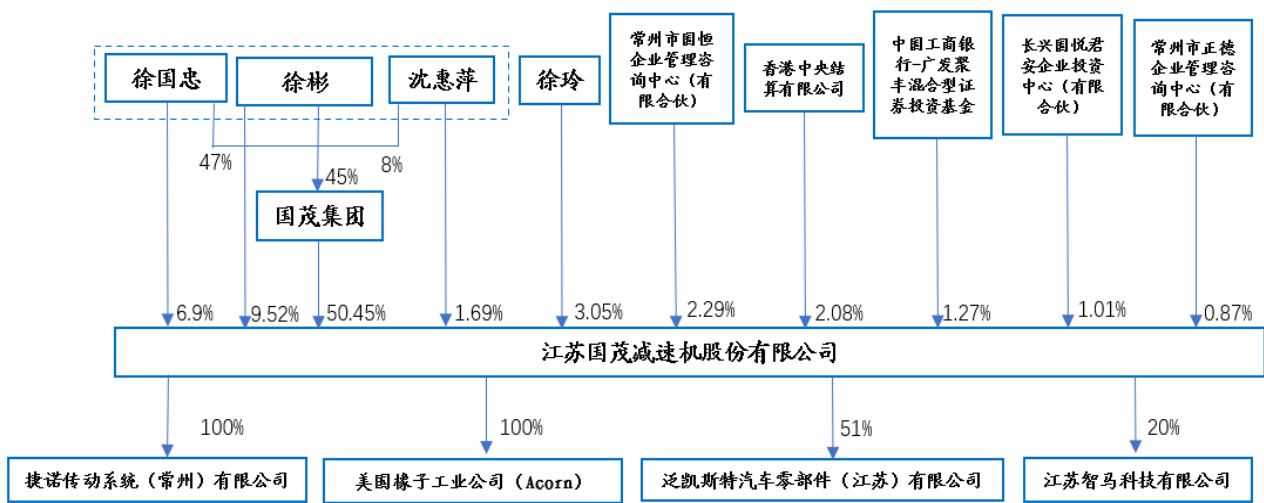 徐国忠
徐彬
沈惠萍
徐玲
常州市国恒
企业管理咨
询中心（有
限合伙）
香港中央结
算有限公司
中国工商银
行-广发聚
丰混合型证
券投资基金
长兴国悦君
安企业投资
中心（有限
合伙）
常州市正德
企业管理咨
询中心（有
限合伙）
47%
45%
8%
国茂集团
6.9%
9.52%
50.45%
1.69%
3.05%
2.29%
2.08%
1.27%
1.01%
0.87%
江苏国茂减速机股份有限公司
100%
100%
51%
20%
捷诺传动系统（常州）有限公司
美国橡子工业公司（Acorn）
泛凯斯特汽车零部件（江苏）有限公司
江苏智马科技有限公司